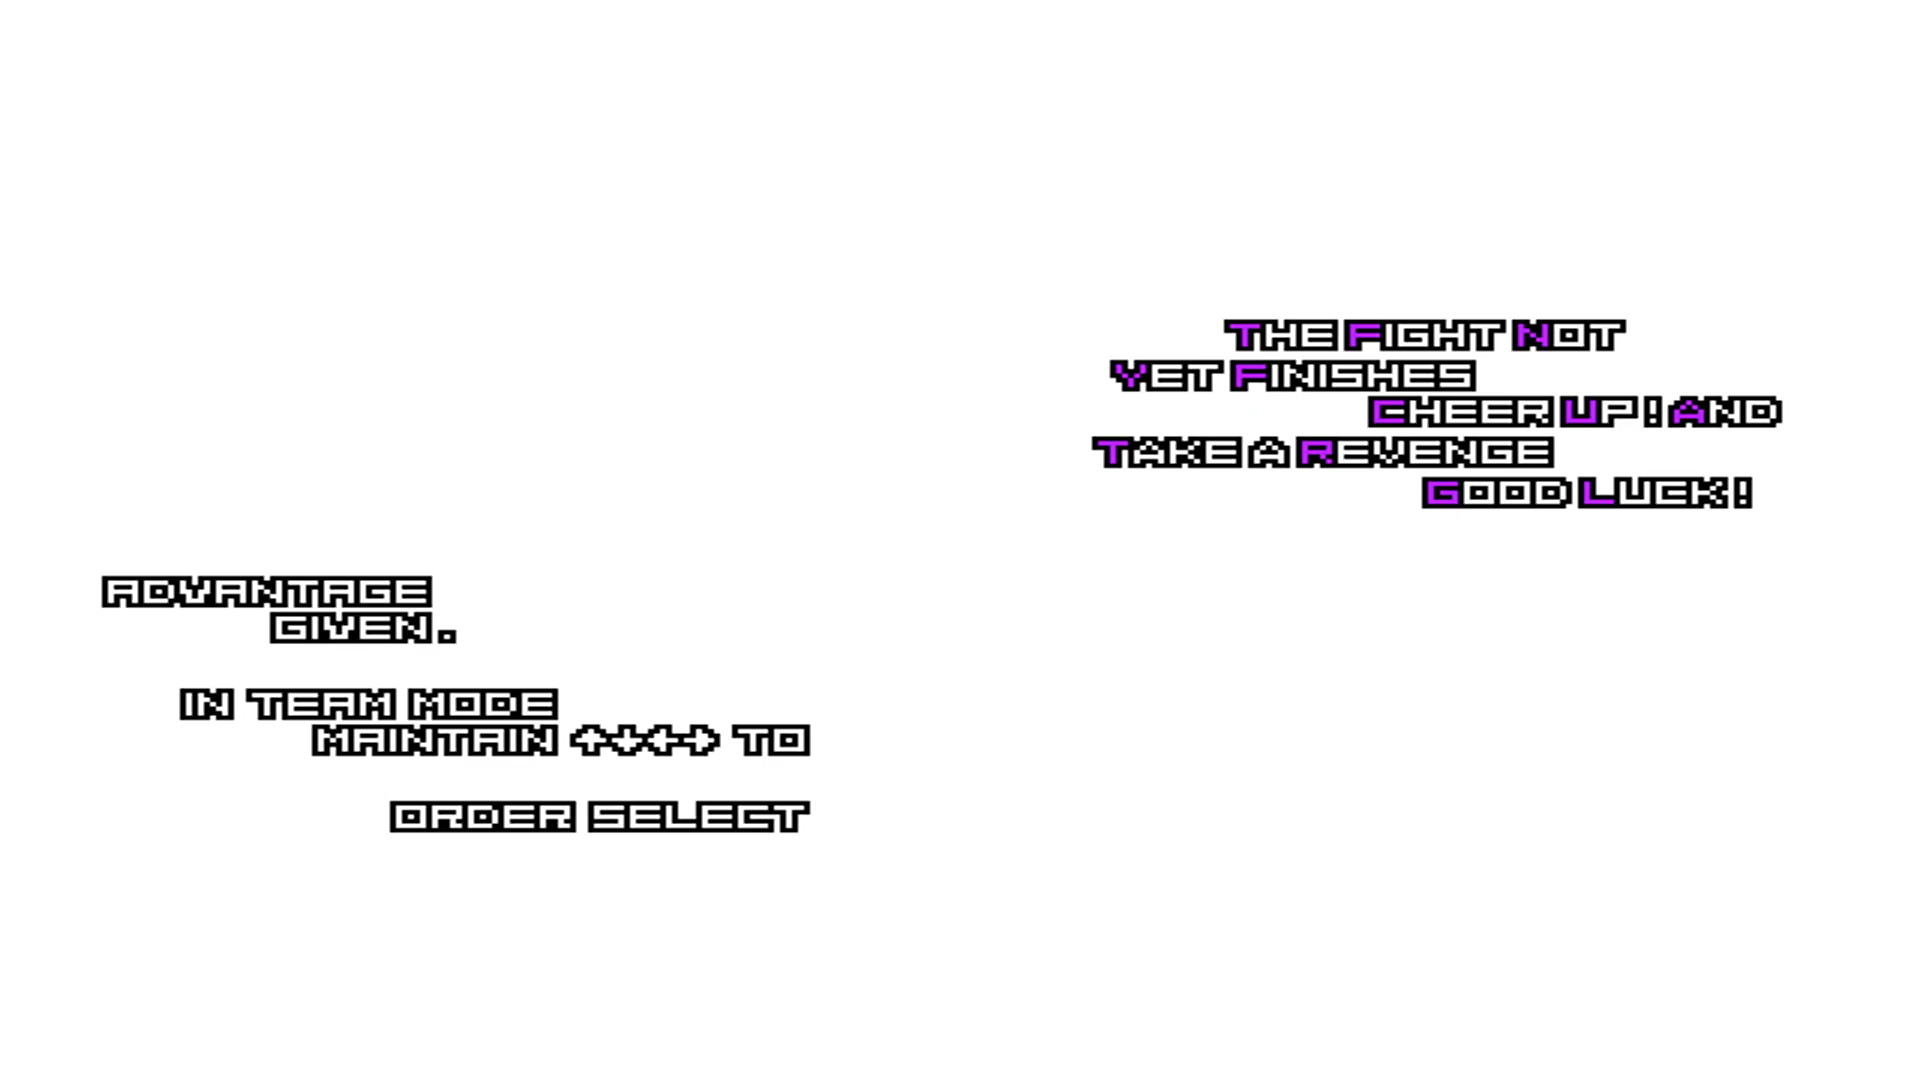 THE FIGHT NOT
YET FINISHES
CHEER UP! AND
TAKE A REVENGE
GOOD LUCK!
ADVANTAGE
GIVEN.
IN TEAM MODE
MAINTAIN ↑↓←→ TO
ORDER SELECT